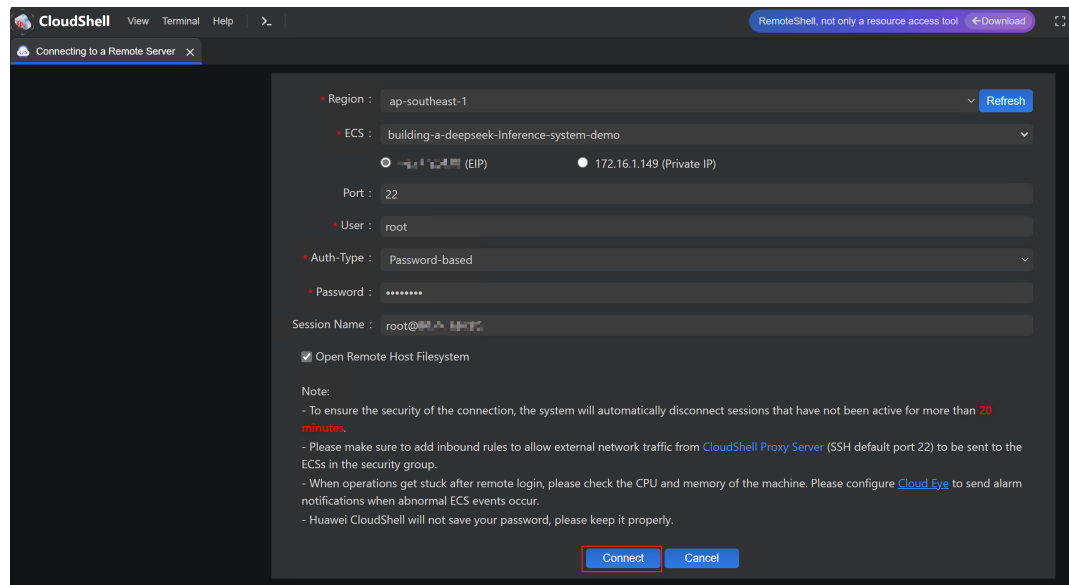 CloudShell View Terminal Help >_ RemoteShell, not only a resource access tool ←Download
Connecting to a Remote Server ×
* Region : ap-southeast-1 Refresh
* ECS : building-a-deepseek-Inference-system-demo
(EIP) 172.16.1.149 (Private IP)
Port : 22
* User : root
* Auth-Type : Password-based
* Password : ••••••••
Session Name : root@
Open Remote Host Filesystem
Note:
- To ensure the security of the connection, the system will automatically disconnect sessions that have not been active for more than 20
minutes.
- Please make sure to add inbound rules to allow external network traffic from CloudShell Proxy Server (SSH default port 22) to be sent to the
ECSs in the security group.
- When operations get stuck after remote login, please check the CPU and memory of the machine. Please configure Cloud Eye to send alarm
notifications when abnormal ECS events occur.
- Huawei CloudShell will not save your password, please keep it properly.
Connect Cancel